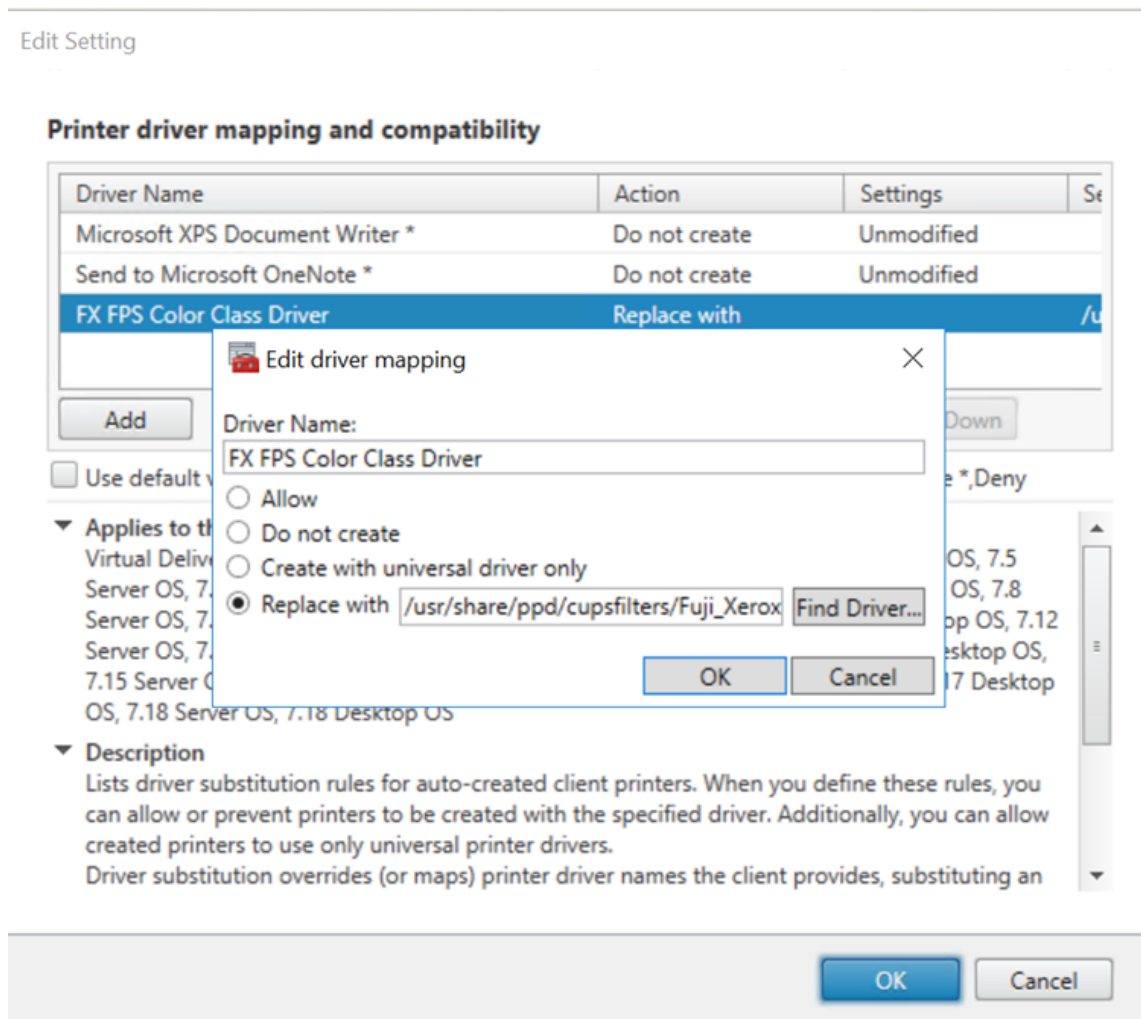 Edit Setting
Printer driver mapping and compatibility
Driver Name Action Settings
Microsoft XPS Document Writer * Do not create Unmodified
Send to Microsoft OneNote * Do not create Unmodified
FX FPS Color Class Driver Replace with /u
Edit driver mapping
Driver Name:
FX FPS Color Class Driver
Allow
Do not create
Create with universal driver only
Replace with /usr/share/ppd/cupsfilters/Fuji_Xerox Find Driver...
OK Cancel
Add Down
Use default *,Deny
Applies to
Virtual OS, 7.5
Server OS, 7. OS, 7.8
Server OS, 7. OS, 7.12
Server OS, 7. OS,
7.15 Server 17 Desktop
OS, 7.18 Server OS, 7.18 Desktop OS
Description
Lists driver substitution rules for auto-created client printers. When you define these rules, you
can allow or prevent printers to be created with the specified driver. Additionally, you can allow
created printers to use only universal printer drivers.
Driver substitution overrides (or maps) printer driver names the client provides, substituting an
OK Cancel